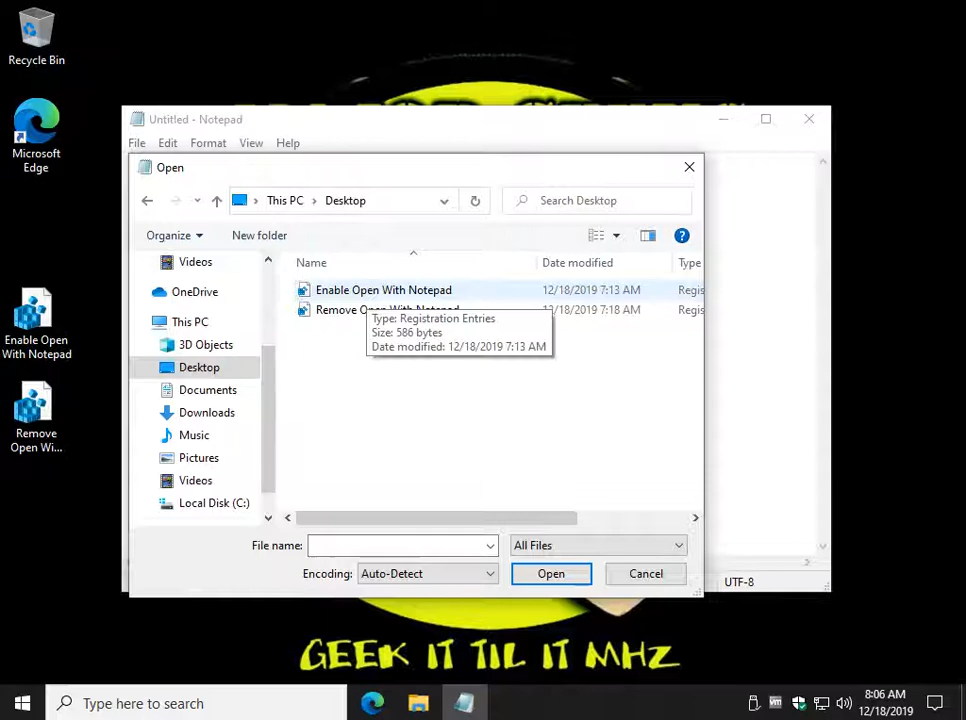 Recycle Bin
Microsoft
Edge
Enable Open
With Notepad
Remove
Open Wi...
Untitled - Notepad
File Edit Format View Help
Open
This PC > Desktop
Search Desktop
Organize New folder
Name Date modified Type
Videos
OneDrive
This PC
3D Objects
Desktop
Documents
Downloads
Music
Pictures
Videos
Local Disk (C:)
Enable Open With Notepad 12/18/2019 7:13 AM Regis
Remove Open With Notepad 12/18/2019 7:18 AM Regis
Type: Registration Entries
Size: 586 bytes
Date modified: 12/18/2019 7:13 AM
File name: All Files
Encoding: Auto-Detect Open Cancel
UTF-8
GEEK IT TIL IT MHZ
Type here to search
8:06 AM
12/18/2019